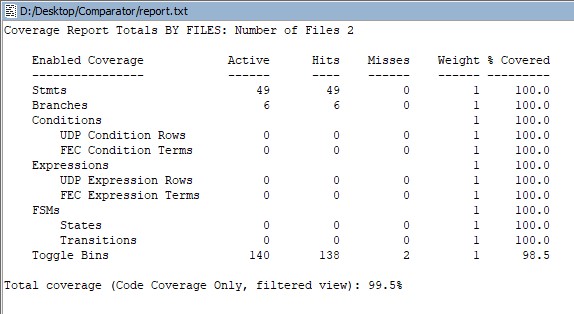 D:/Desktop/Comparator/report.txt
Coverage Report Totals BY FILES: Number of Files 2
Enabled Coverage Active Hits Misses Weight % Covered
---------------- ------ ---- ------ ------ ---------
Stmts 49 49 0 1 100.0
Branches 6 6 0 1 100.0
Conditions 1 100.0
UDP Condition Rows 0 0 0 1 100.0
FEC Condition Terms 0 0 0 1 100.0
Expressions 1 100.0
UDP Expression Rows 0 0 0 1 100.0
FEC Expression Terms 0 0 0 1 100.0
FSMs 1 100.0
States 0 0 0 1 100.0
Transitions 0 0 0 1 100.0
Toggle Bins 140 138 2 1 98.5
Total coverage (Code Coverage Only, filtered view): 99.5%